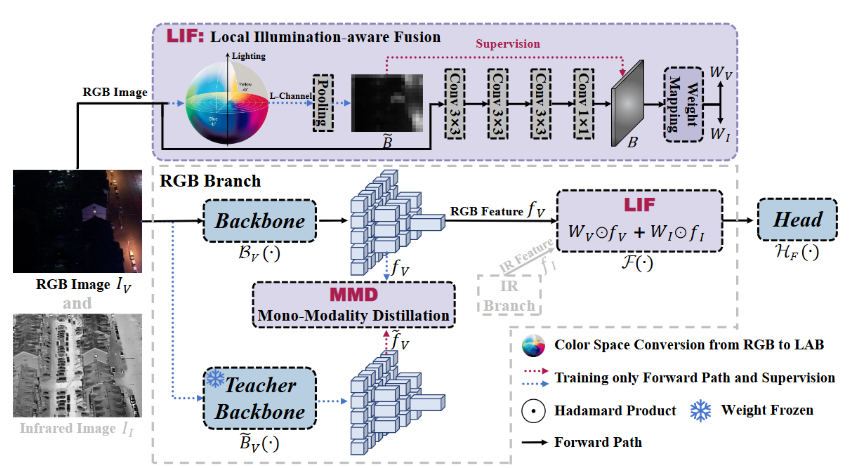 LIF: Local Illumination-aware Fusion
Lighting
Supervision
RGB Image
Yellow
L-Channel
Pooling
Conv 3×3
Conv 3×3
Conv 3×3
Conv 1×1
Weight Mapping
W_V
W_I
B̃
B
RGB Branch
Backbone
B_V(·)
RGB Feature f_V
LIF
W_V⊙f_V + W_I⊙f_I
F(·)
Head
H_F(·)
f_V
IR Feature f_I
IR
Branch
RGB Image I_V
and
MMD
Mono-Modality Distillation
f̃_V
Teacher
Backbone
B̃_V(·)
Infrared Image I_I
Color Space Conversion from RGB to LAB
Training only Forward Path and Supervision
Hadamard Product
Weight Frozen
Forward Path